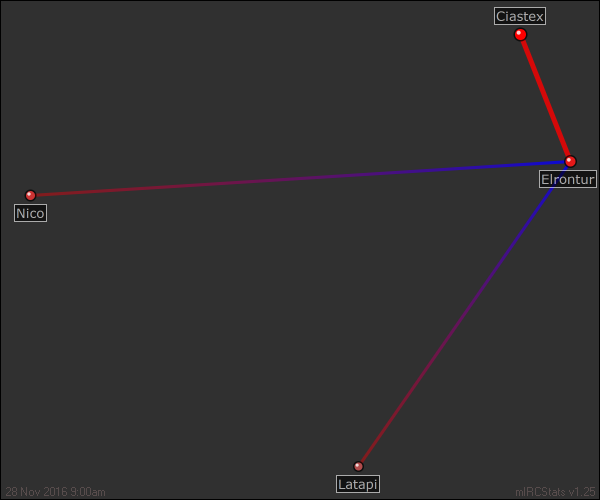 Ciastex
Elrontur
Nico
Latapi
28 Nov 2016 9:00am
mIRCStats v1.25